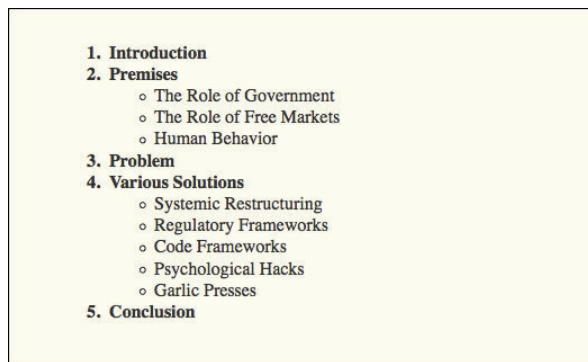 1. Introduction
2. Premises
◦ The Role of Government
◦ The Role of Free Markets
◦ Human Behavior
3. Problem
4. Various Solutions
◦ Systemic Restructuring
◦ Regulatory Frameworks
◦ Code Frameworks
◦ Psychological Hacks
◦ Garlic Presses
5. Conclusion